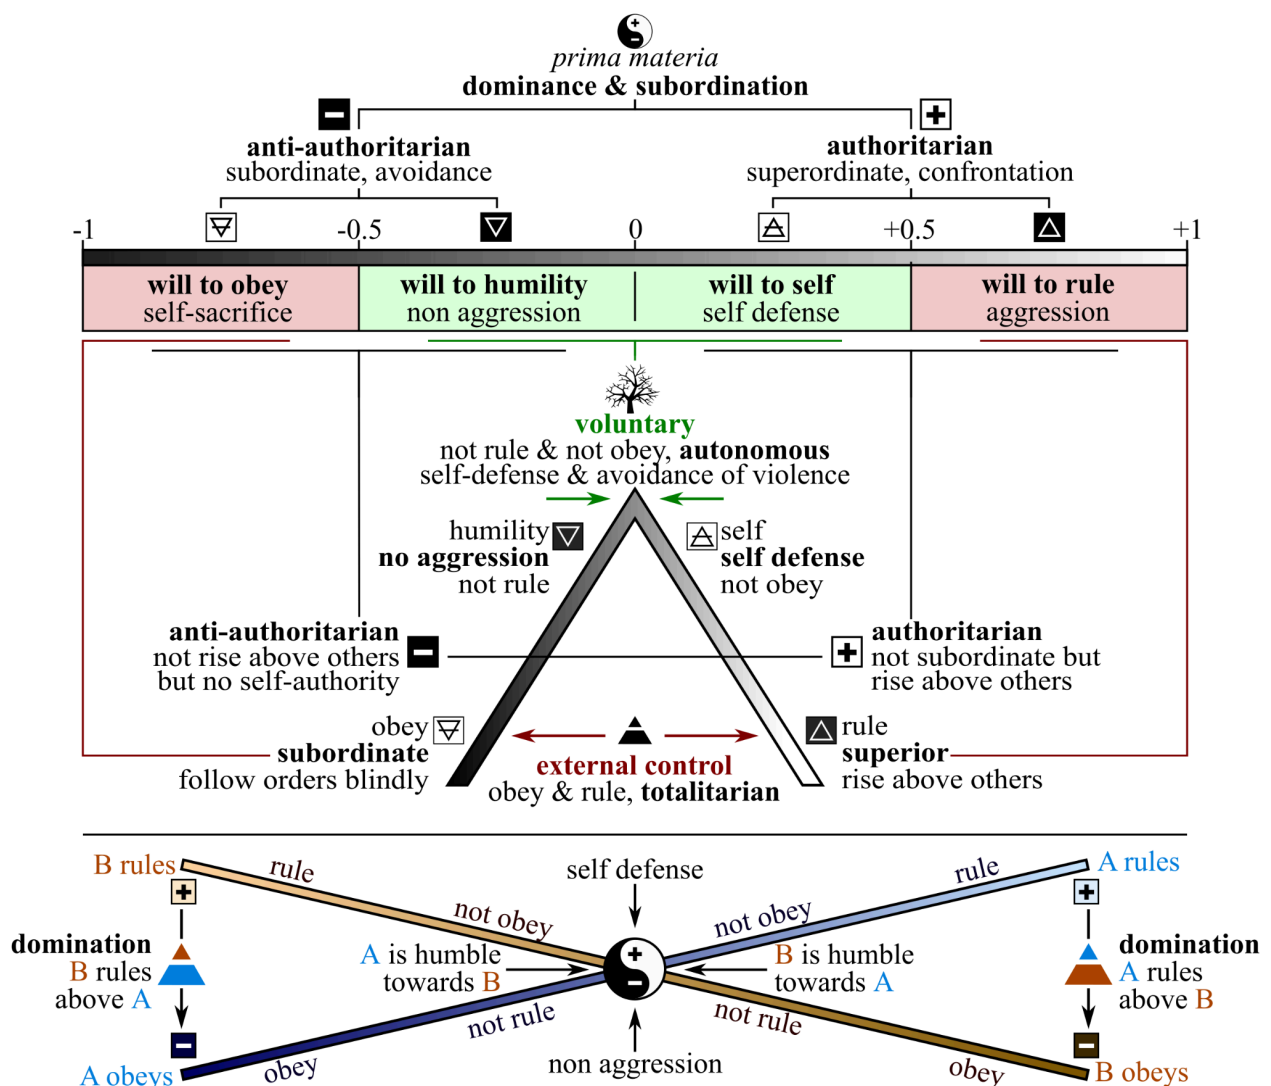 prima materia
dominance & subordination
anti-authoritarian
subordinate, avoidance
authoritarian
superordinate, confrontation
-1
-0.5
0
+0.5
+1
will to obey
self-sacrifice
will to humility
non aggression
will to self
self defense
will to rule
aggression
voluntary
not rule & not obey, autonomous
self-defense & avoidance of violence
humility
no aggression
not rule
self
self defense
not obey
anti-authoritarian
not rise above others
but no self-authority
authoritarian
not subordinate but
rise above others
obey
subordinate
follow orders blindly
external control
obey & rule, totalitarian
rule
superior
rise above others
B rules
rule
not obey
self defense
not obey
rule
A rules
domination
B rules
above A
A is humble
towards B
B is humble
towards A
domination
A rules
above B
A obeys
obey
not rule
non aggression
not rule
obey
B obeys